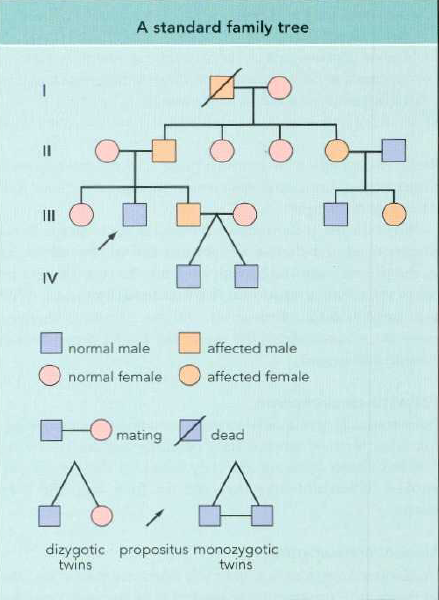 A standard family tree
I
II
III
IV
normal male
affected male
normal female
affected female
mating
dead
dizygotic twins
propositus
monozygotic twins